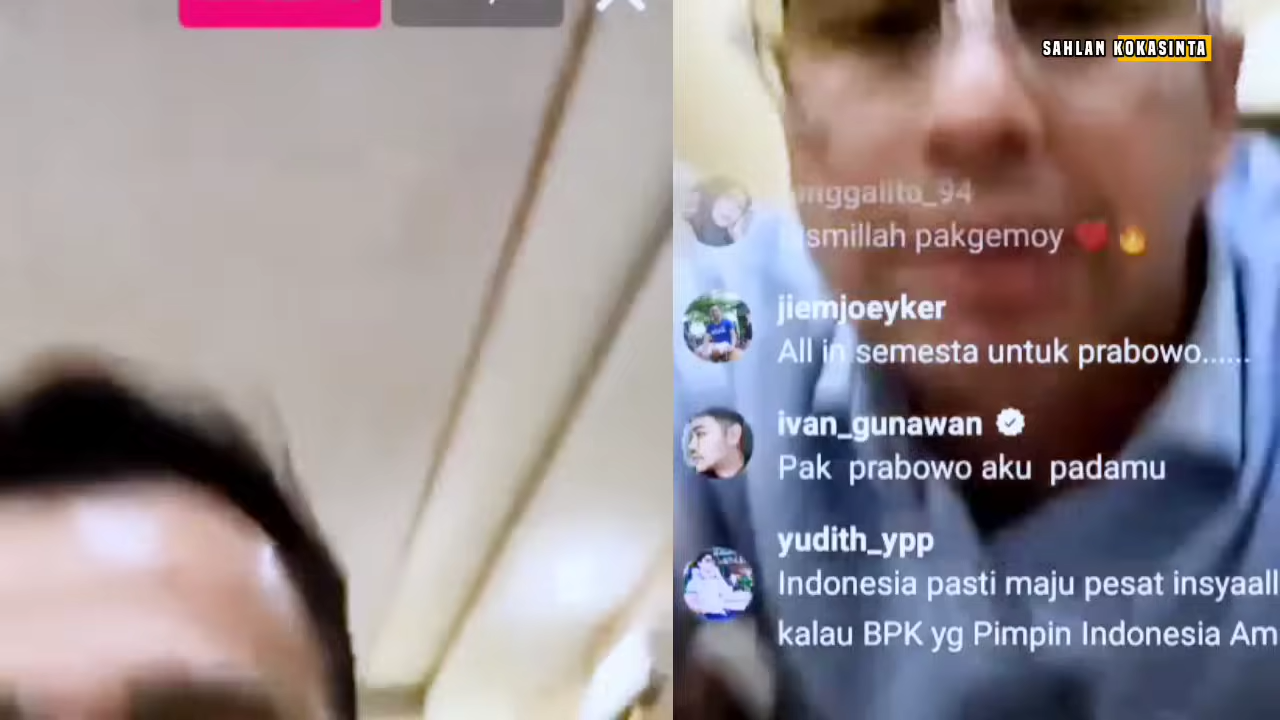 SAHLAN KOKASINTA
nggalito_94
smillah pakgemoy ❤️ 🔥
jiemjoeyker
All in semesta untuk prabowo......
ivan_gunawan
Pak prabowo aku padamu
yudith_ypp
Indonesia pasti maju pesat insyaall
kalau BPK yg Pimpin Indonesia Am